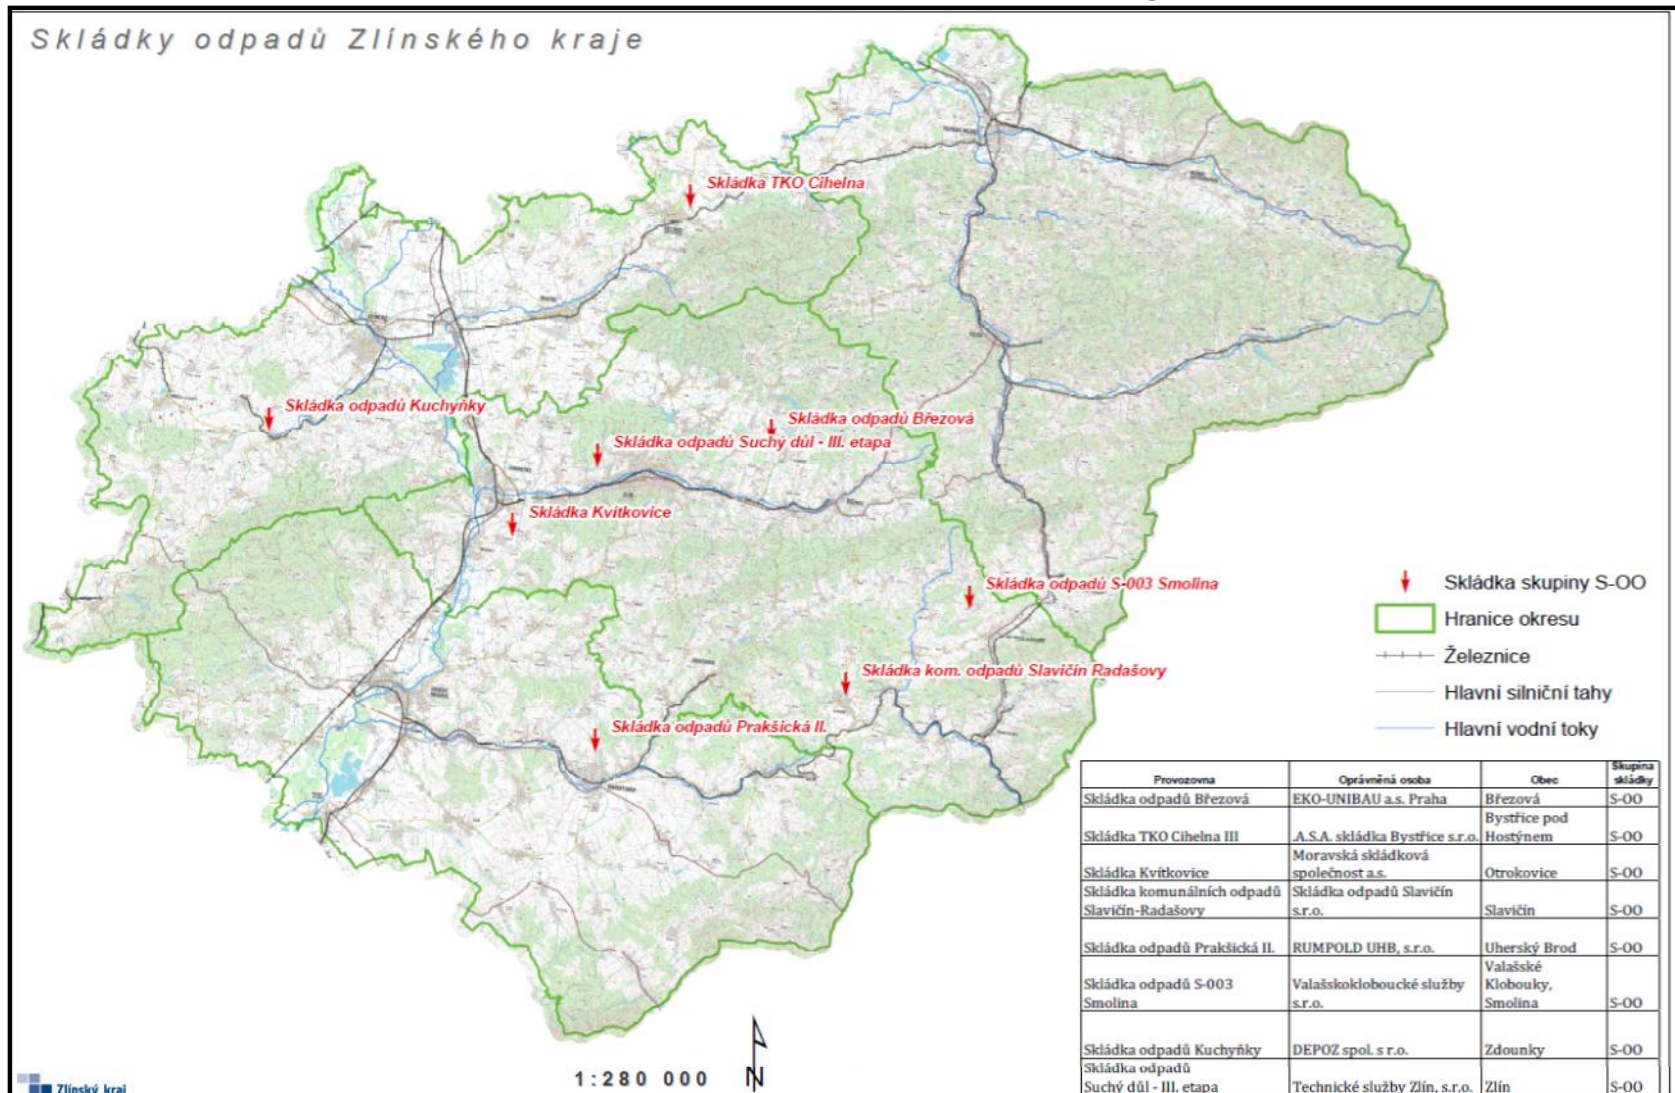 Skládky odpadů Zlínského kraje
Skládka TKO Cihelna
Skládka odpadů Kuchyňky
Skládka odpadů Březová
Skládka odpadů Suchý důl - III. etapa
Skládka Kvítkovice
Skládka odpadů S-003 Smolina
Skládka kom. odpadů Slavičín Radašovy
Skládka odpadů Prakšická II.
Skládka skupiny S-OO
Hranice okresu
Železnice
Hlavní silniční tahy
Hlavní vodní toky
Provozovna Oprávněná osoba Obec Skupina skládky
Skládka odpadů Březová EKO-UNIBAU a.s. Praha Březová S-OO
Skládka TKO Cihelna III .A.S.A. skládka Bystřice s.r.o. Bystřice pod Hostýnem S-OO
Skládka Kvítkovice Moravská skládková společnost a.s. Otrokovice S-OO
Skládka komunálních odpadů Slavičín-Radašovy Skládka odpadů Slavičín s.r.o. Slavičín S-OO
Skládka odpadů Prakšická II. RUMPOLD UHB, s.r.o. Uherský Brod S-OO
Skládka odpadů S-003 Smolina Valašskokloboucké služby s.r.o. Valašské Klobouky, Smolina S-OO
Skládka odpadů Kuchyňky DEPOZ spol. s r.o. Zdounky S-OO
Skládka odpadů Suchý důl - III. etapa Technické služby Zlín, s.r.o. Zlín S-OO
1:280 000
N
Zlínský kraj